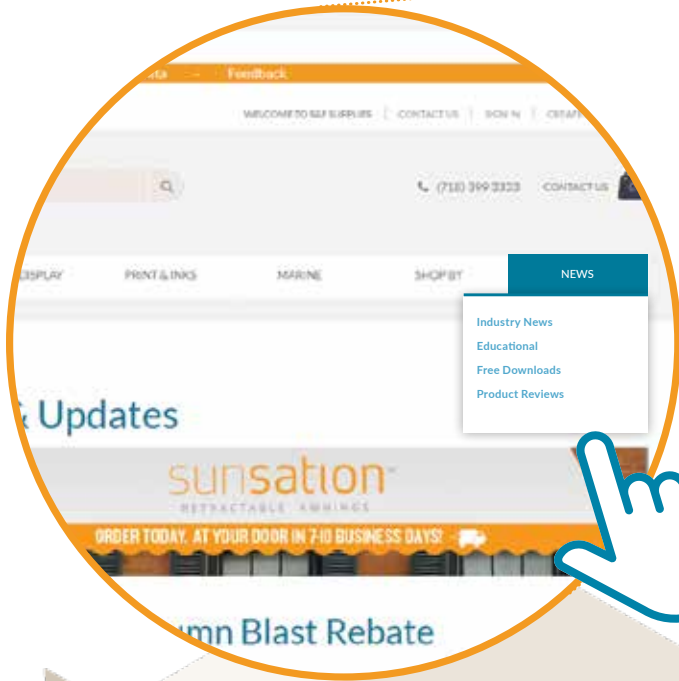 Feedback
WELCOME TO S&F SUPPLIES | CONTACT US | SIGN IN |
(718) 399 3333 CONTACT US
DISPLAY PRINT & INKS MARINE SHOP BY NEWS
Industry News
Educational
Free Downloads
Product Reviews
& Updates
sunsation
RETRACTABLE AWNINGS
ORDER TODAY. AT YOUR DOOR IN 7-10 BUSINESS DAYS!
Blast Rebate